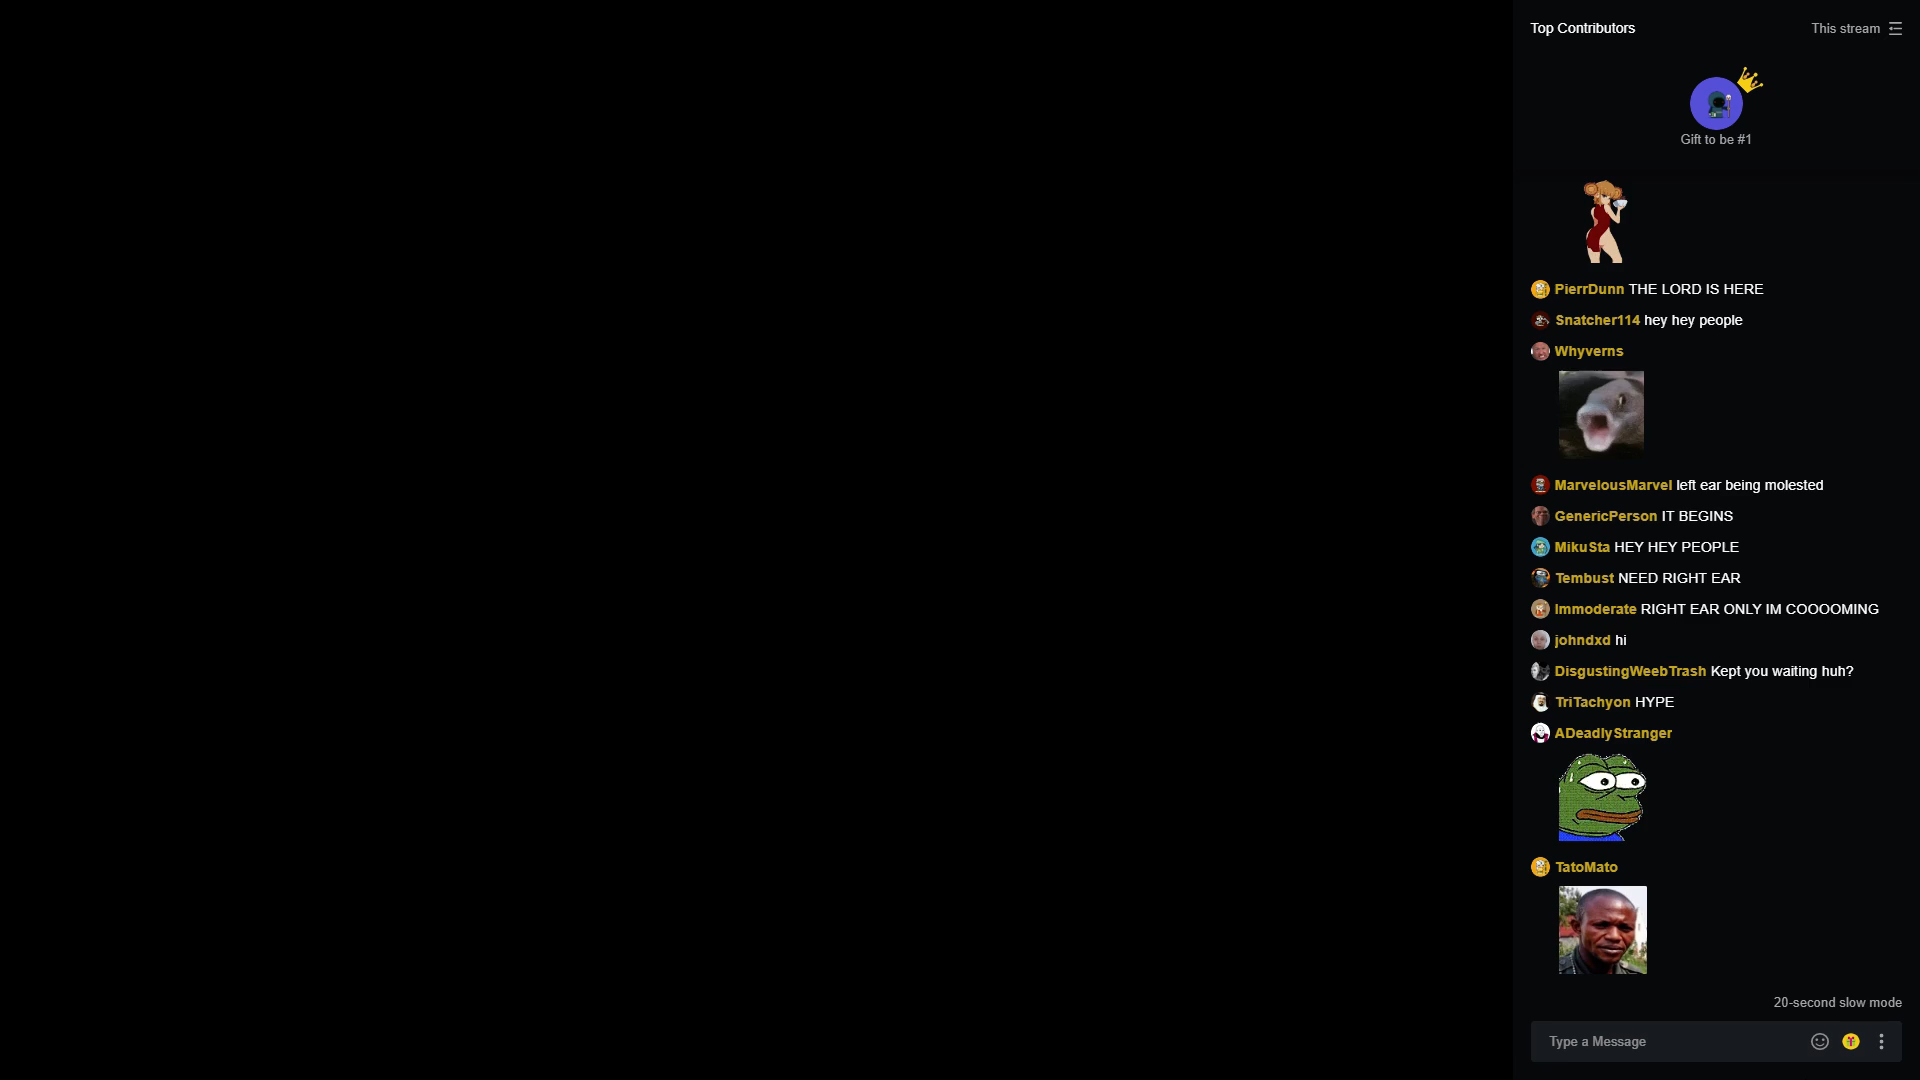 Top Contributors
This stream
Gift to be #1
PierrDunn THE LORD IS HERE
Snatcher114 hey hey people
Whyverns
MarvelousMarvel left ear being molested
GenericPerson IT BEGINS
MikuSta HEY HEY PEOPLE
Tembust NEED RIGHT EAR
Immoderate RIGHT EAR ONLY IM COOOOMING
johndxd hi
DisgustingWeebTrash Kept you waiting huh?
TriTachyon HYPE
ADeadlyStranger
TatoMato
20-second slow mode
Type a Message